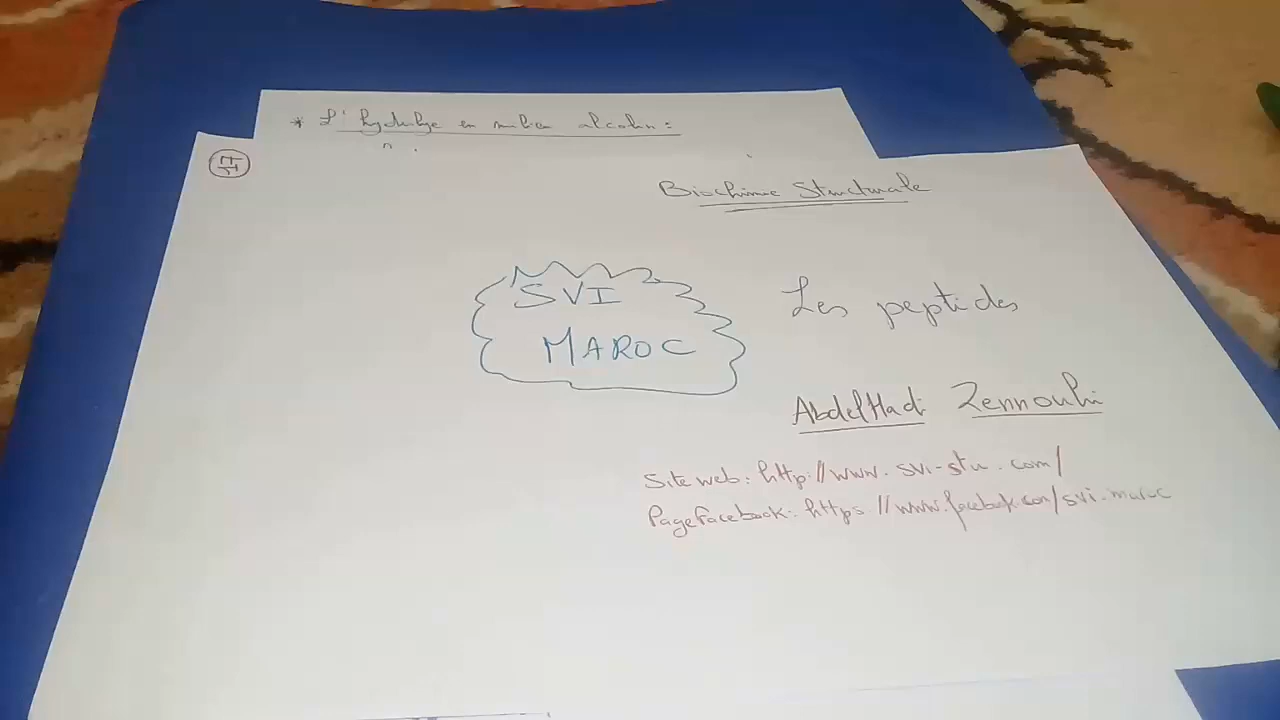 * L'hydrolyse en milieu alcalin :
Biochimie Structurale
SVI
MAROC
Les peptides
AbdelHadi Zennouhi
Site web : http://www.svi-stu.com/
Page Facebook : https://www.facebook.com/svi.maroc